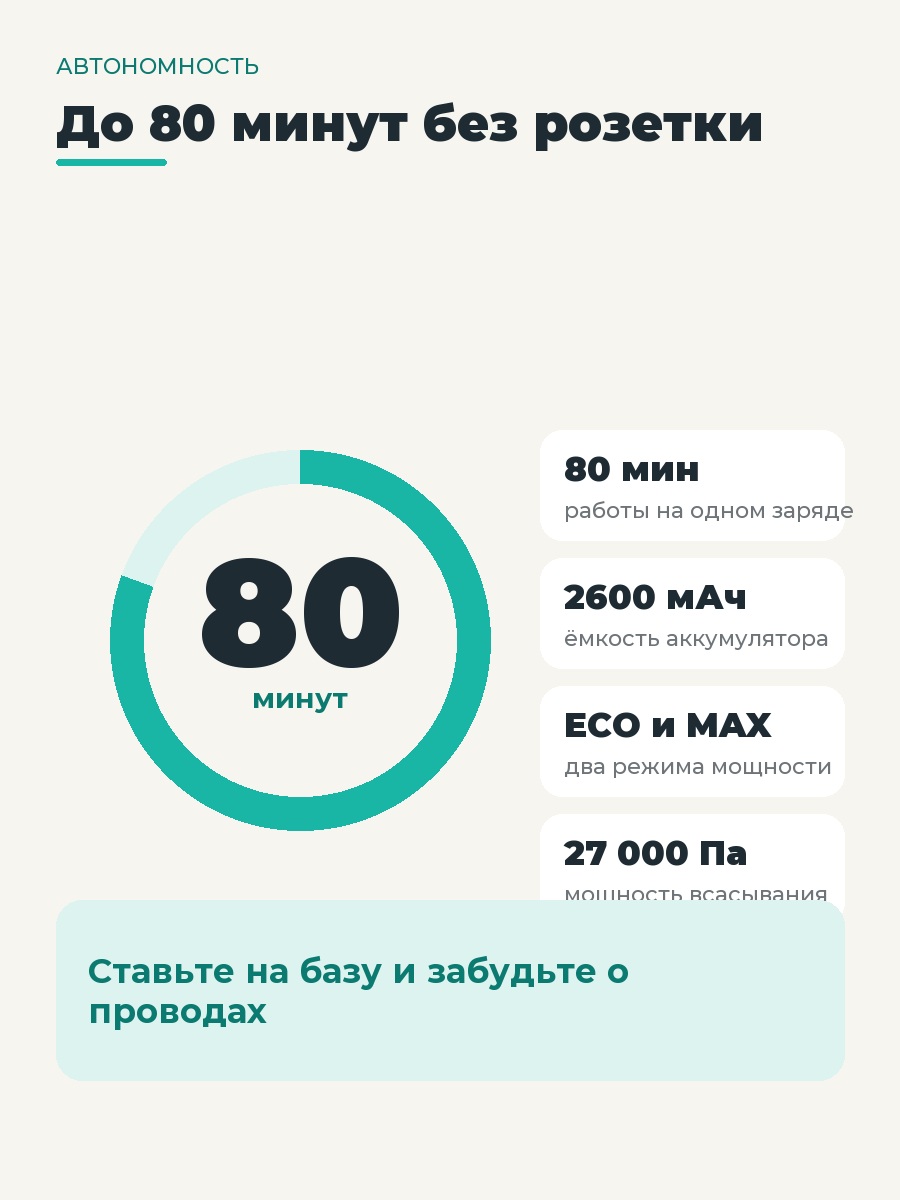 АВТОНОМНОСТЬ
До 80 минут без розетки
80
минут
80 мин
работы на одном заряде
2600 мАч
ёмкость аккумулятора
ECO и MAX
два режима мощности
27 000 Па
мощность всасывания
Ставьте на базу и забудьте о
проводах